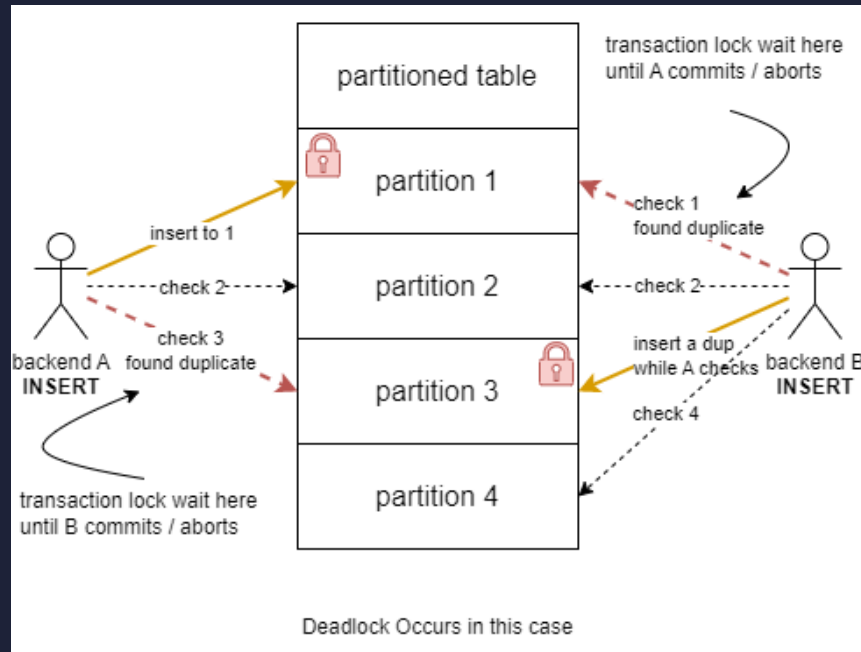 partitioned table
transaction lock wait here
until A commits / aborts
partition 1
insert to 1
check 1
found duplicate
check 2
partition 2
check 2
check 3
found duplicate
backend A
INSERT
partition 3
insert a dup
while A checks
backend B
INSERT
check 4
partition 4
transaction lock wait here
until B commits / aborts
Deadlock Occurs in this case